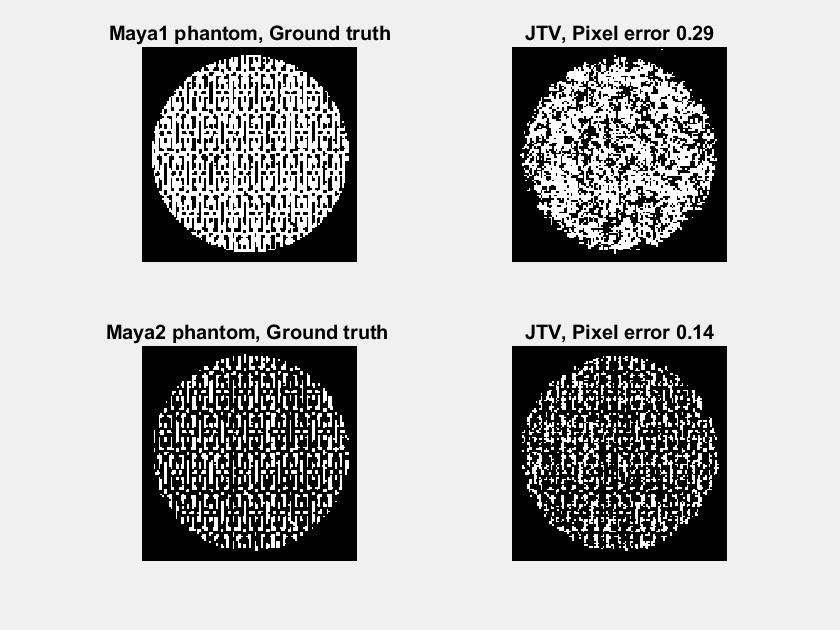 Maya1 phantom, Ground truth
JTV, Pixel error 0.29
Maya2 phantom, Ground truth
JTV, Pixel error 0.14